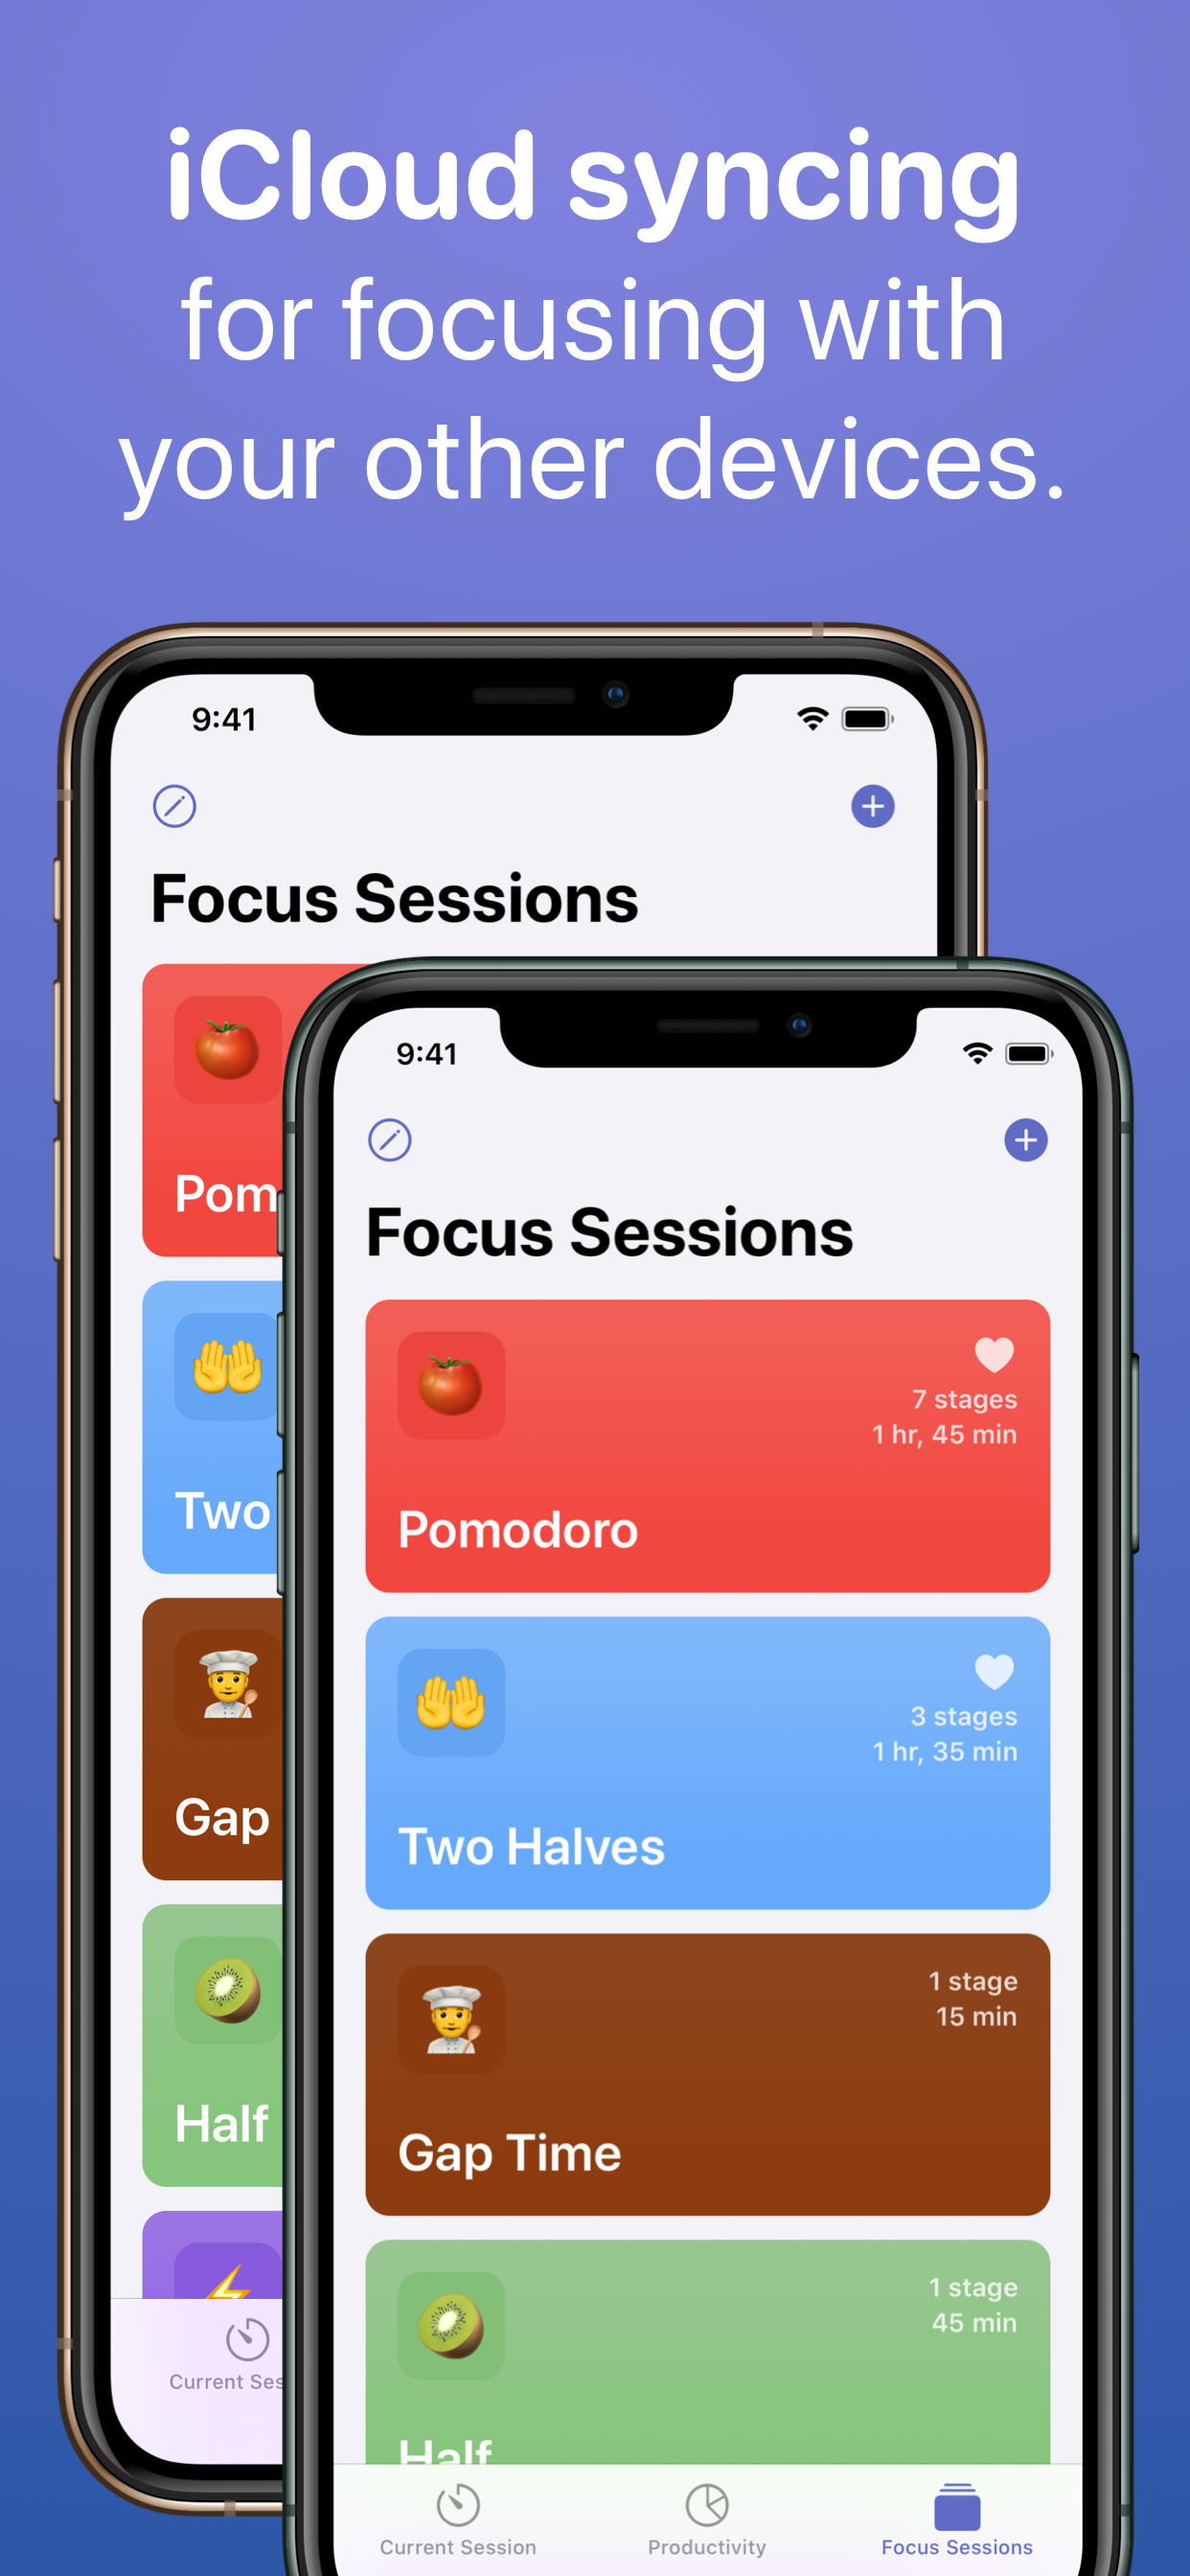 iCloud syncing
for focusing with
your other devices.
9:41
Focus Sessions
Pom
Two
Gap
Half
Current Ses
9:41
Focus Sessions
7 stages
1 hr, 45 min
Pomodoro
3 stages
1 hr, 35 min
Two Halves
1 stage
15 min
Gap Time
1 stage
45 min
Half
Current Session
Productivity
Focus Sessions